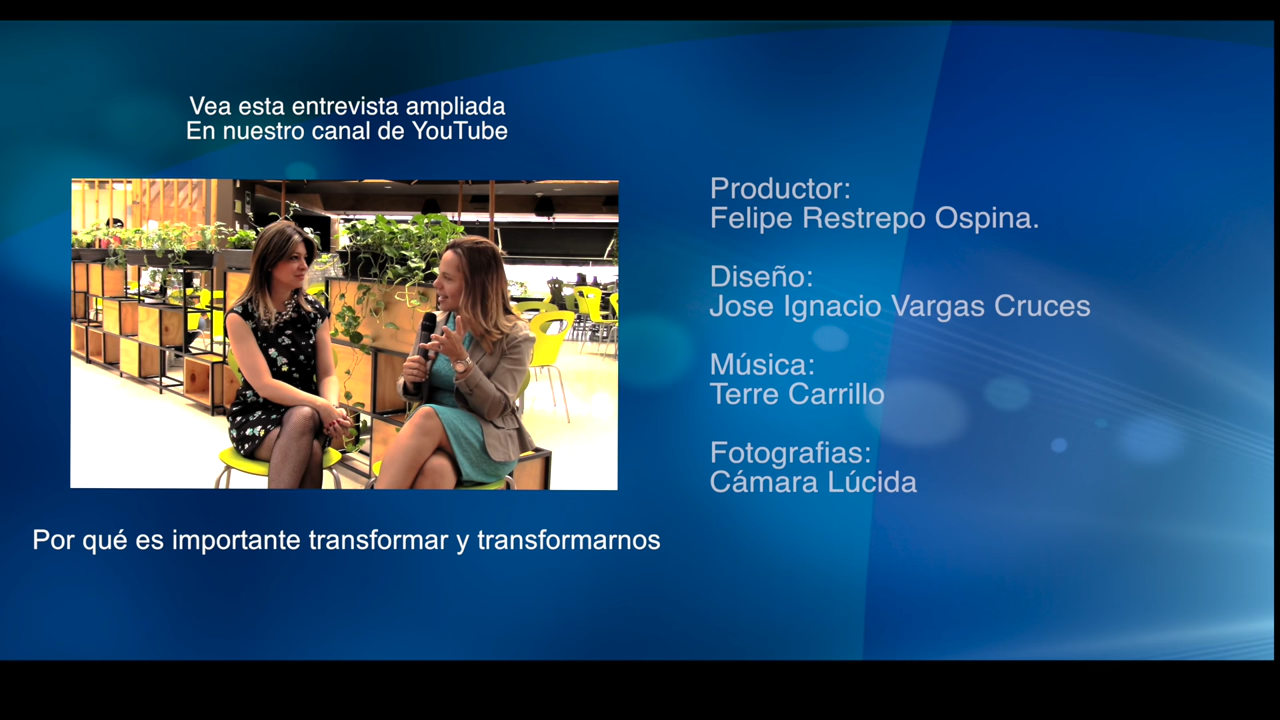 Vea esta entrevista ampliada
En nuestro canal de YouTube
Por qué es importante transformar y transformarnos
Productor:
Felipe Restrepo Ospina.
Diseño:
Jose Ignacio Vargas Cruces
Música:
Terre Carrillo
Fotografias:
Cámara Lúcida